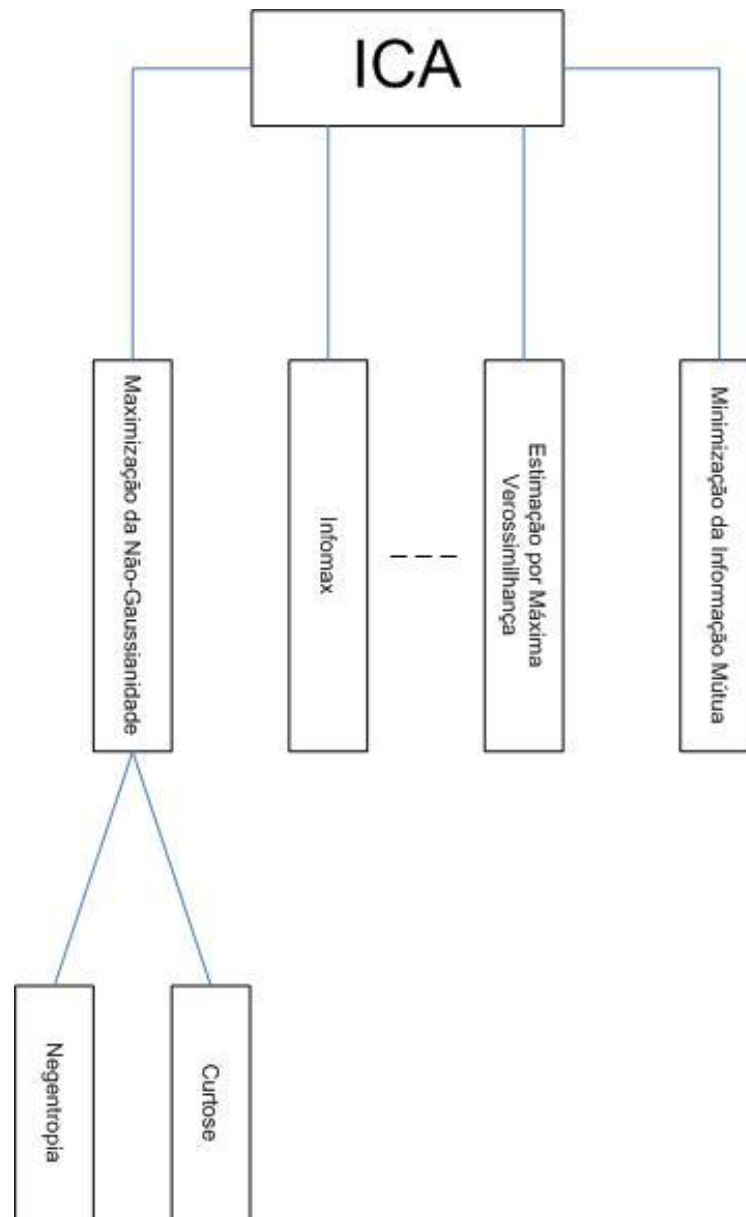 ICA
Maximização da Não-Gaussianidade
Infomax
Estimação por Máxima
Verossimilhança
Minimização da Informação Mútua
Negentropia
Curtose